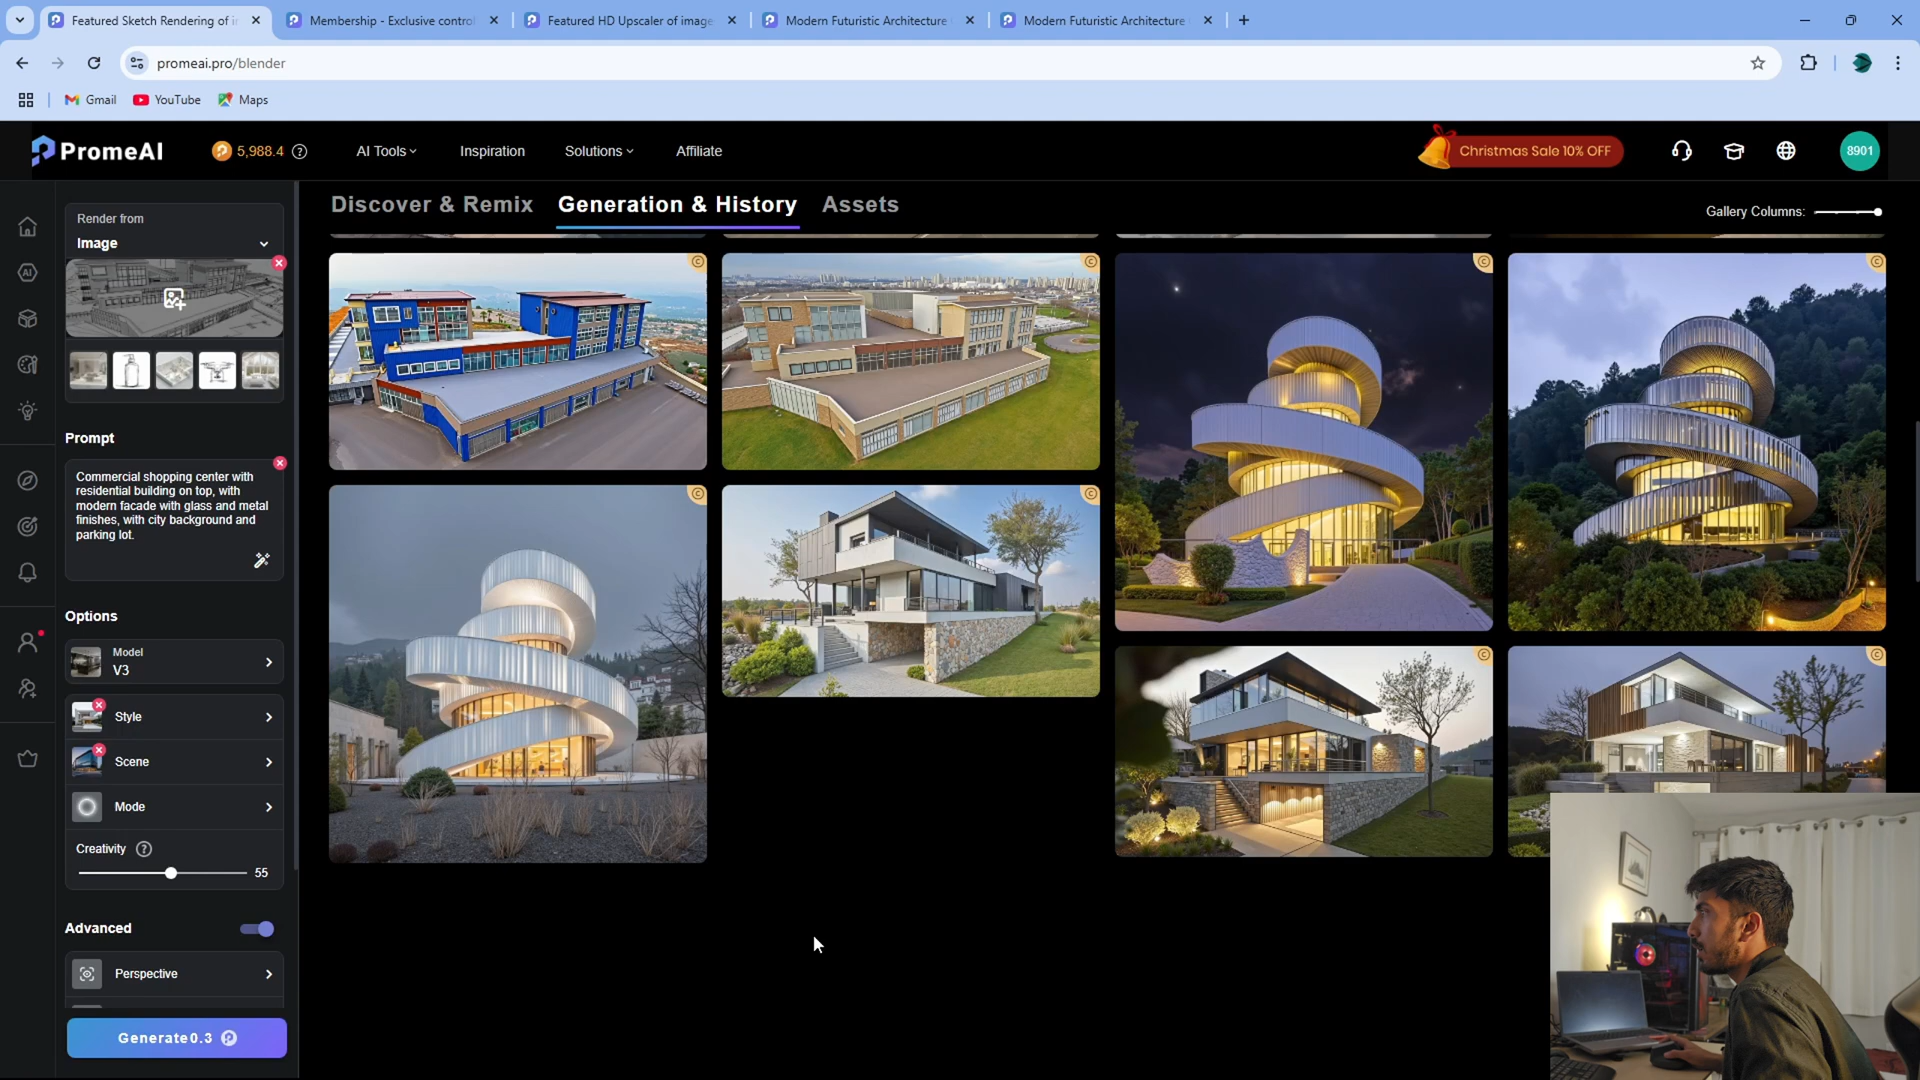 Featured Sketch Rendering of i
Membership - Exclusive control
Featured HD Upscaler of image
Modern Futuristic Architecture
Modern Futuristic Architecture
promeai.pro/blender
Gmail
YouTube
Maps
PromeAI
5,988.4
AI Tools
Inspiration
Solutions
Affiliate
Christmas Sale 10% OFF
8901
Discover & Remix
Generation & History
Assets
Gallery Columns:
Render from
Image
Prompt
Commercial shopping center with
residential building on top, with
modern facade with glass and metal
finishes, with city background and
parking lot.
Options
Model
V3
Style
Scene
Mode
Creativity
55
Advanced
Perspective
Generate0.3